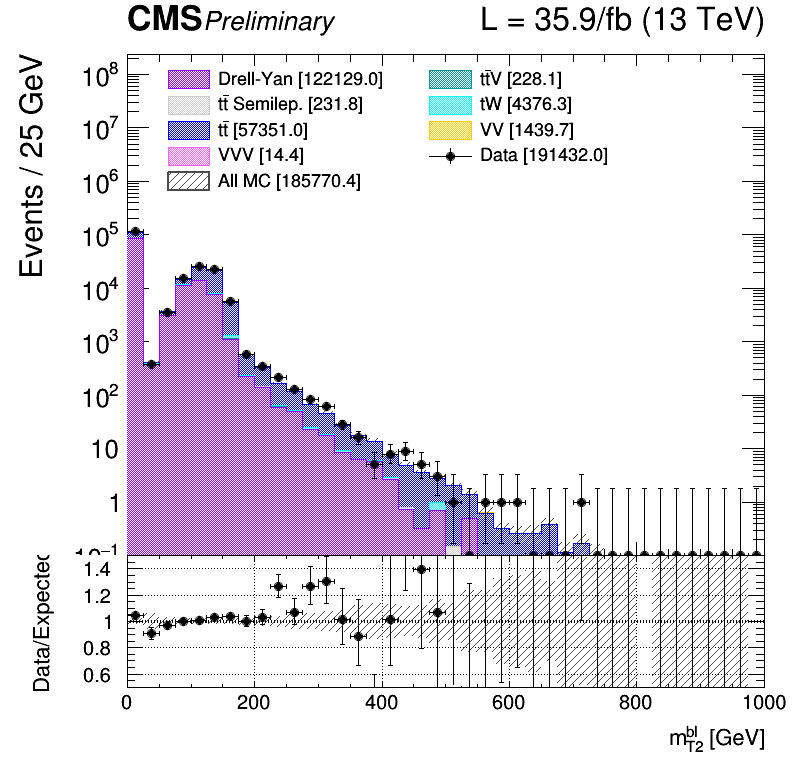 CMS Preliminary L = 35.9/fb (13 TeV)
Events / 25 GeV
10⁸
10⁷
10⁶
10⁵
10⁴
10³
10²
10
1
10⁻¹
Drell-Yan [122129.0]
tt̄ Semilep. [231.8]
tt̄ [57351.0]
VVV [14.4]
All MC [185770.4]
tt̄V [228.1]
tW [4376.3]
VV [1439.7]
Data [191432.0]
Data/Expected
1.4
1.2
1
0.8
0.6
0 200 400 600 800 1000
m_{T2}^{bl} [GeV]